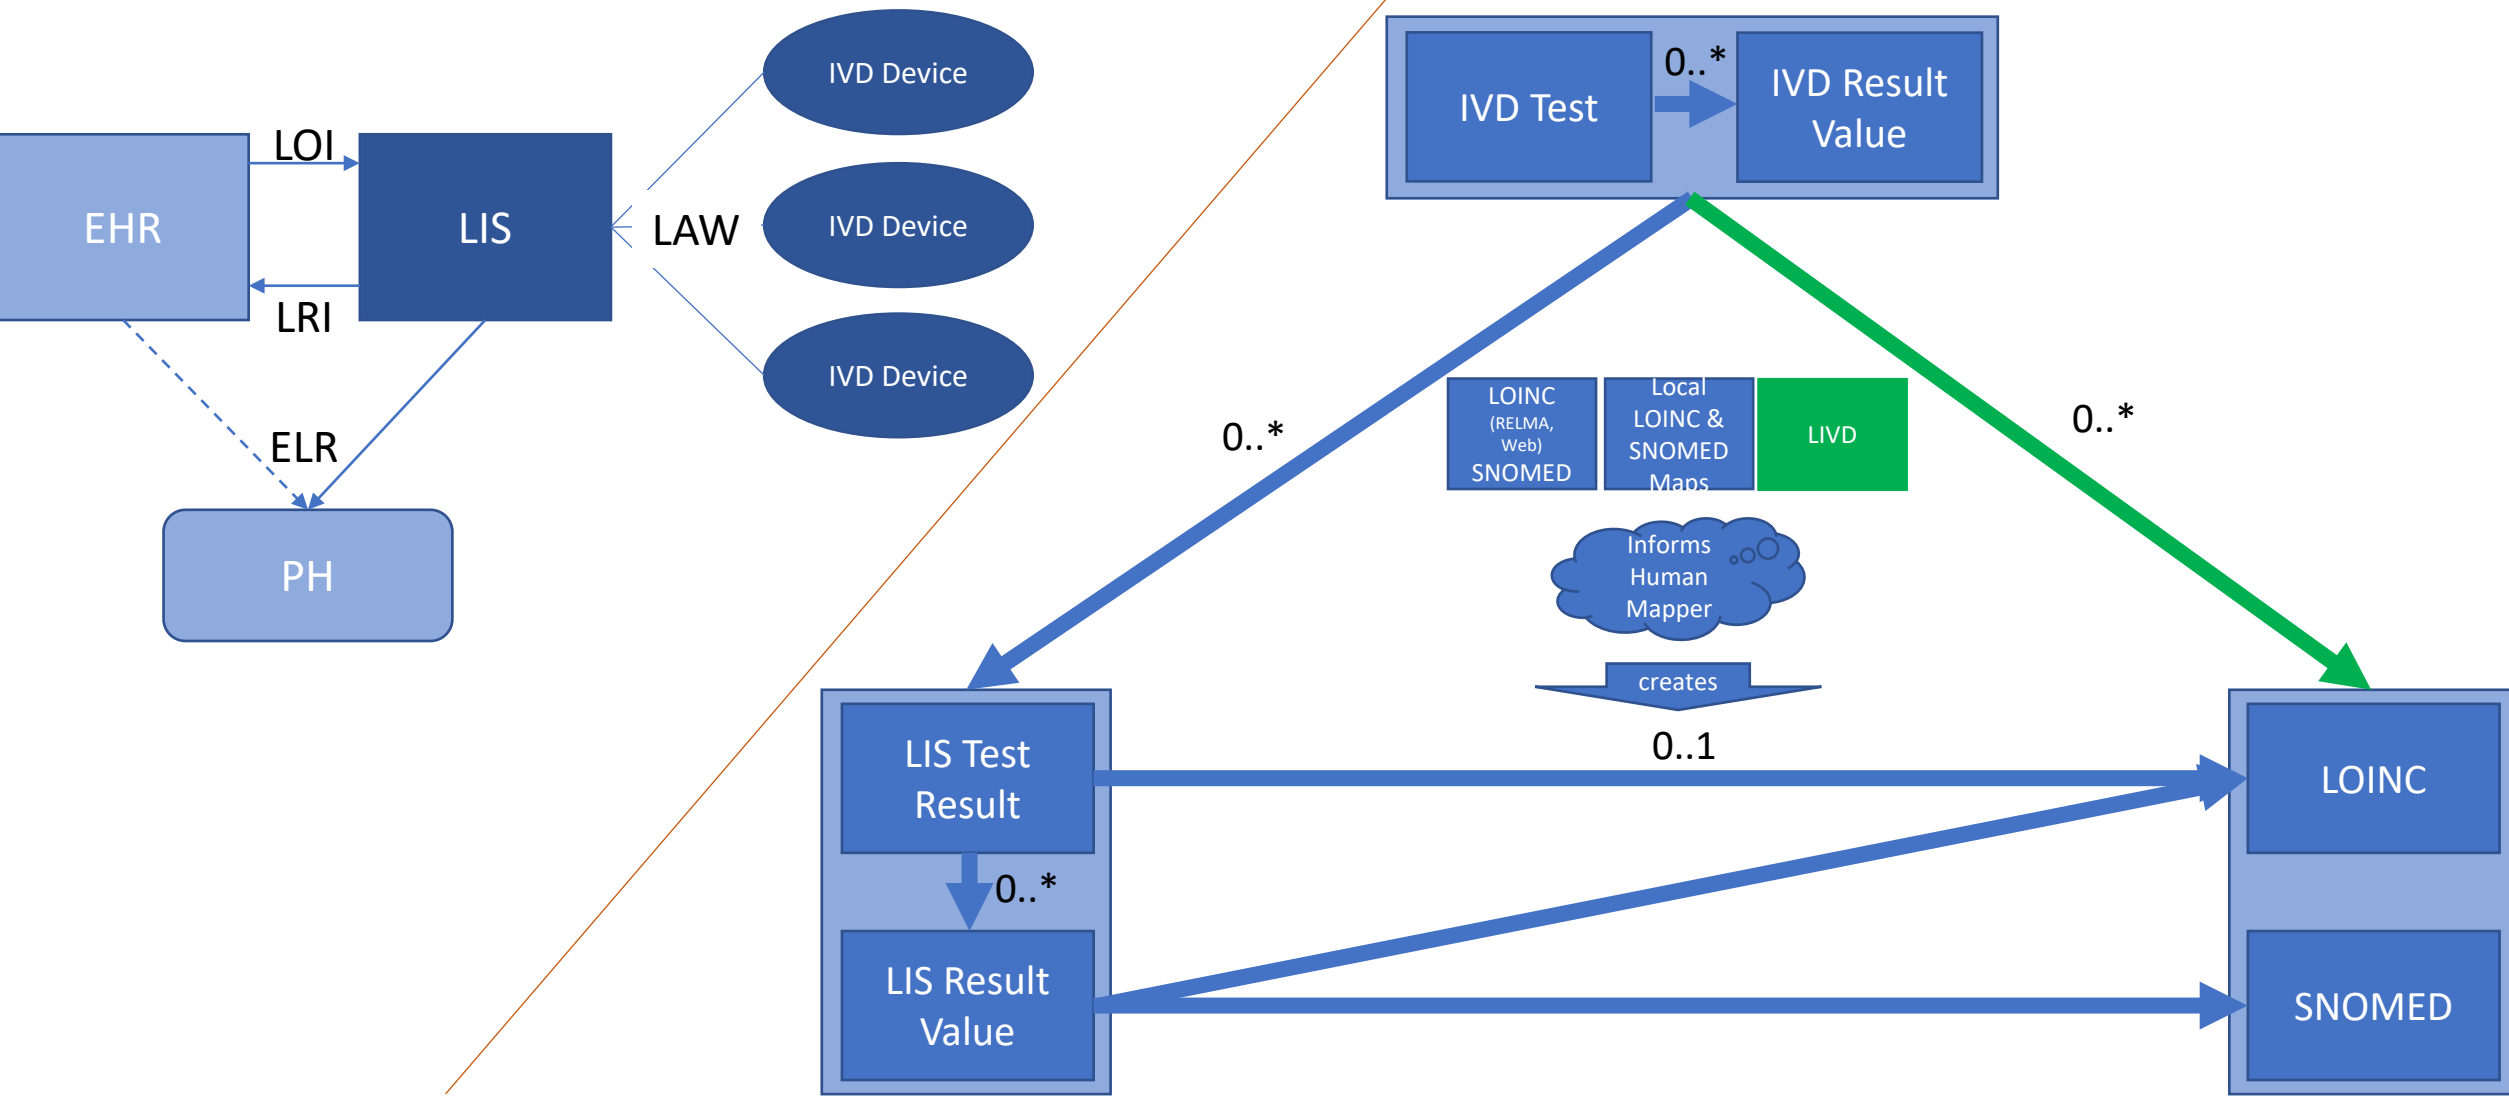 EHR
LOI
LRI
LIS
LAW
IVD Device
IVD Device
IVD Device
ELR
PH
IVD Test
0..*
IVD Result
Value
0..*
0..*
LOINC
(RELMA,
Web)
SNOMED
Local
LOINC &
SNOMED
Maps
LIVD
Informs
Human
Mapper
creates
0..1
LIS Test
Result
0..*
LIS Result
Value
LOINC
SNOMED